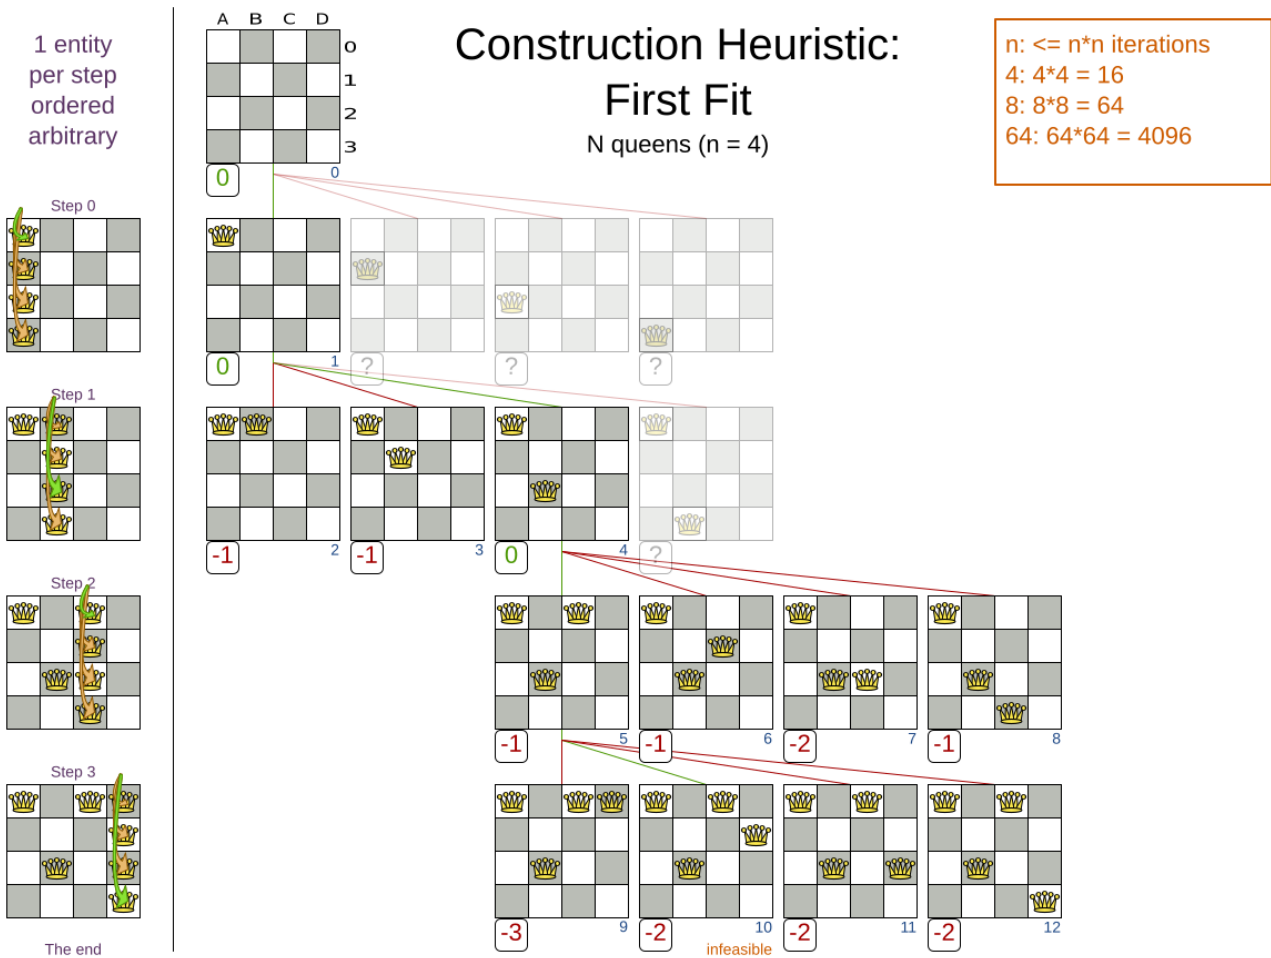 1 entity
per step
ordered
arbitrary
A B C D
0
1
2
3
0
0
Construction Heuristic:
First Fit
N queens (n = 4)
n: <= n*n iterations
4: 4*4 = 16
8: 8*8 = 64
64: 64*64 = 4096
Step 0
0
1
?
?
?
Step 1
-1
2
-1
3
0
4
?
Step 2
-1
5
-1
6
-2
7
-1
8
Step 3
-3
9
-2
10
-2
11
-2
12
infeasible
The end